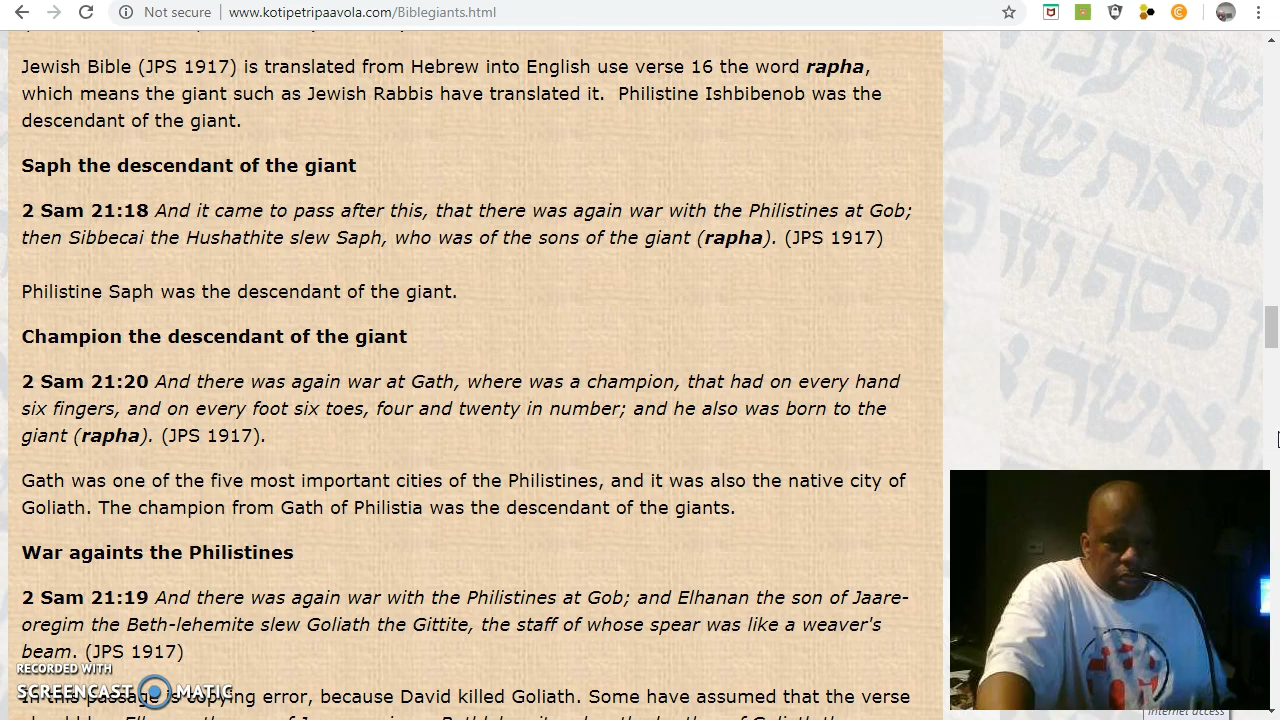 Not secure | www.kotipetripaavola.com/Biblegiants.html
Jewish Bible (JPS 1917) is translated from Hebrew into English use verse 16 the word rapha,
which means the giant such as Jewish Rabbis have translated it. Philistine Ishbibenob was the
descendant of the giant.
Saph the descendant of the giant
2 Sam 21:18 And it came to pass after this, that there was again war with the Philistines at Gob;
then Sibbecai the Hushathite slew Saph, who was of the sons of the giant (rapha). (JPS 1917)
Philistine Saph was the descendant of the giant.
Champion the descendant of the giant
2 Sam 21:20 And there was again war at Gath, where was a champion, that had on every hand
six fingers, and on every foot six toes, four and twenty in number; and he also was born to the
giant (rapha). (JPS 1917).
Gath was one of the five most important cities of the Philistines, and it was also the native city of
Goliath. The champion from Gath of Philistia was the descendant of the giants.
War againts the Philistines
2 Sam 21:19 And there was again war with the Philistines at Gob; and Elhanan the son of Jaare-
oregim the Beth-lehemite slew Goliath the Gittite, the staff of whose spear was like a weaver's
beam. (JPS 1917)
RECORDED WITH
SCREENCAST MATIC
In this passage is copying error, because David killed Goliath. Some have assumed that the verse
Internet access